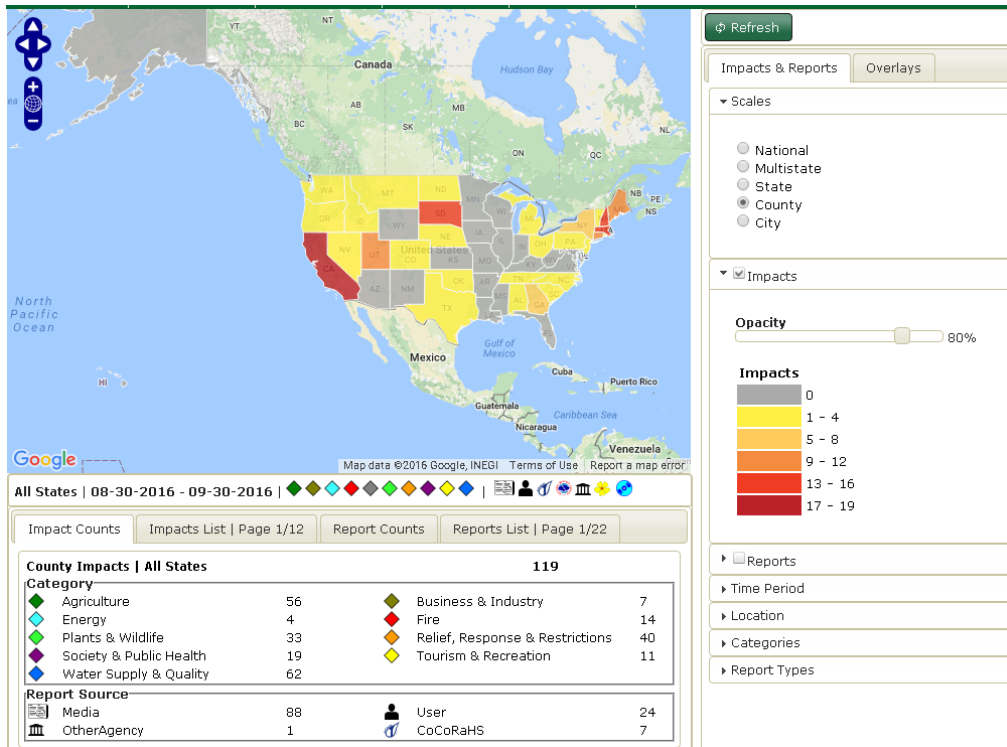 Refresh
Impacts & Reports Overlays
Scales
National
Multistate
State
County
City
Impacts
Opacity
80%
Impacts
0
1 - 4
5 - 8
9 - 12
13 - 16
17 - 19
Reports
Time Period
Location
Categories
Report Types
YT
NT
Canada
Hudson Bay
AB
MB
BC
SK
NL
ON
QC
NB
PE
NS
WA
MT
ND
MN
OR
ID
SD
WI
MI
NY
WY
NE
IA
IL
IN
OH
PA
NV
UT
CO
United States
KS
MO
KY
WV
CA
AZ
NM
OK
AR
TN
NC
SC
TX
MS
AL
GA
North
Pacific
Ocean
Gulf of
Mexico
Mexico
HI
Cuba
Puerto Rico
Guatemala
Caribbean Sea
Nicaragua
Venezuela
Google
Map data ©2016 Google, INEGI Terms of Use Report a map error
All States | 08-30-2016 - 09-30-2016 | |
Impact Counts Impacts List | Page 1/12 Report Counts Reports List | Page 1/22
County Impacts | All States 119
Category
Agriculture 56 Business & Industry 7
Energy 4 Fire 14
Plants & Wildlife 33 Relief, Response & Restrictions 40
Society & Public Health 19 Tourism & Recreation 11
Water Supply & Quality 62
Report Source
Media 88 User 24
OtherAgency 1 CoCoRaHS 7